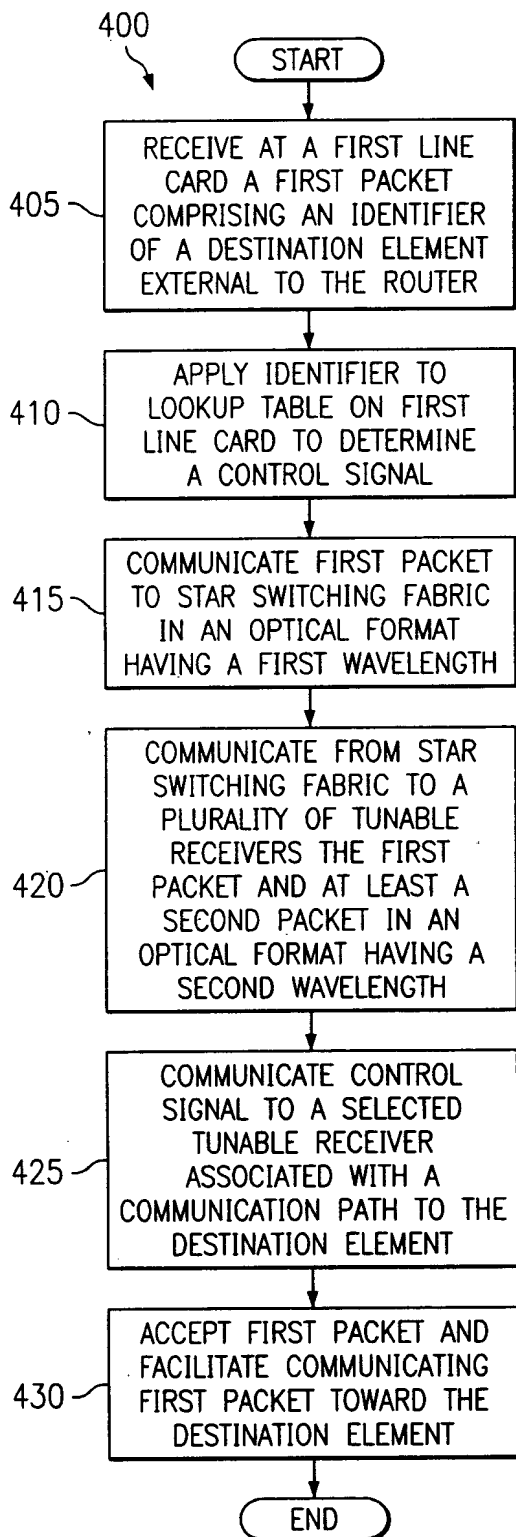 400
START
405
RECEIVE AT A FIRST LINE
CARD A FIRST PACKET
COMPRISING AN IDENTIFIER
OF A DESTINATION ELEMENT
EXTERNAL TO THE ROUTER
410
APPLY IDENTIFIER TO
LOOKUP TABLE ON FIRST
LINE CARD TO DETERMINE
A CONTROL SIGNAL
415
COMMUNICATE FIRST PACKET
TO STAR SWITCHING FABRIC
IN AN OPTICAL FORMAT
HAVING A FIRST WAVELENGTH
420
COMMUNICATE FROM STAR
SWITCHING FABRIC TO A
PLURALITY OF TUNABLE
RECEIVERS THE FIRST
PACKET AND AT LEAST A
SECOND PACKET IN AN
OPTICAL FORMAT HAVING A
SECOND WAVELENGTH
425
COMMUNICATE CONTROL
SIGNAL TO A SELECTED
TUNABLE RECEIVER
ASSOCIATED WITH A
COMMUNICATION PATH TO THE
DESTINATION ELEMENT
430
ACCEPT FIRST PACKET AND
FACILITATE COMMUNICATING
FIRST PACKET TOWARD THE
DESTINATION ELEMENT
END